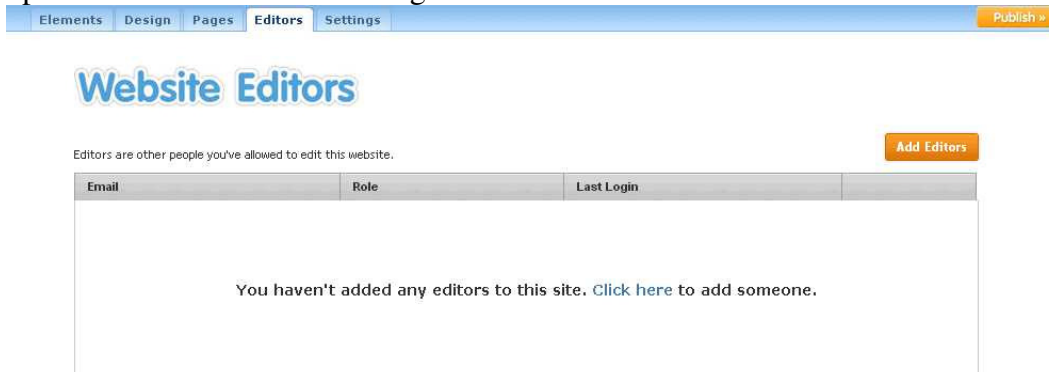 Elements Design Pages Editors Settings Publish »
Website Editors
Editors are other people you've allowed to edit this website. Add Editors
Email Role Last Login
You haven't added any editors to this site. Click here to add someone.